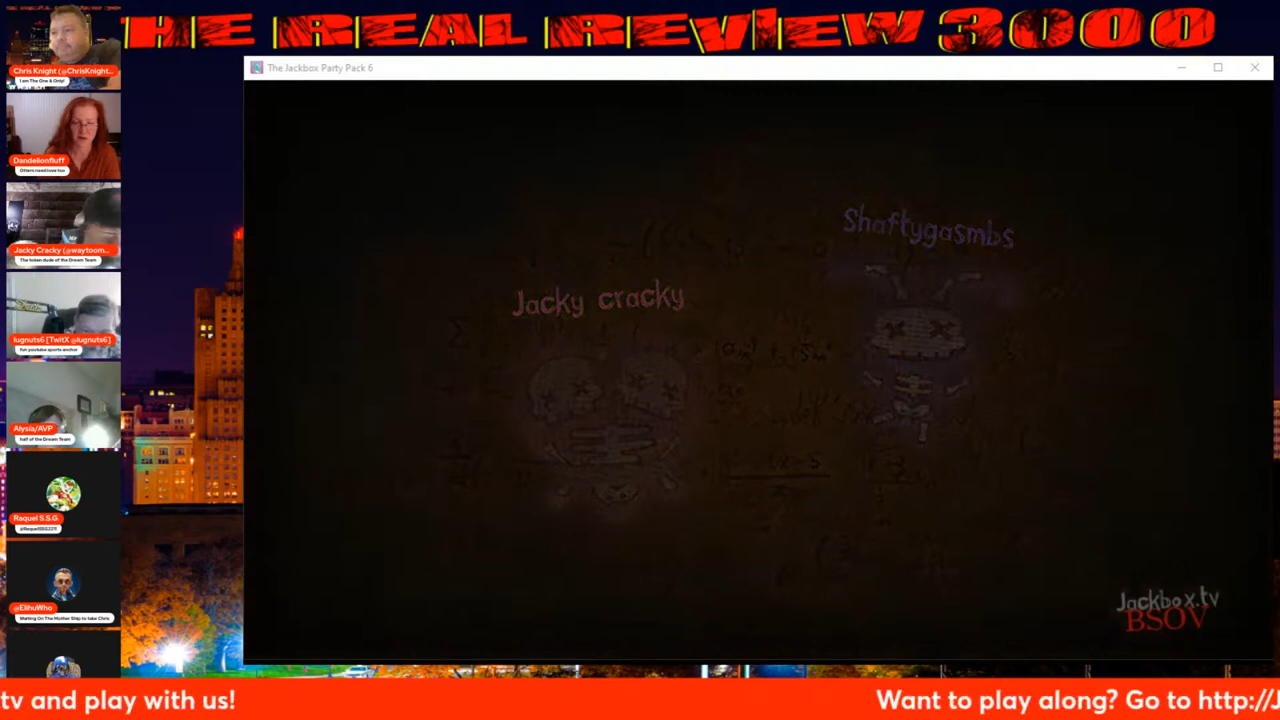 THE REAL REVIEW 3000
The Jackbox Party Pack 6
Chris Knight (@ChrisKnight...
I am The One & Only!
Dandelionfluff
Otters need love too
Jacky Cracky (@waytoom...
The token dude of the Dream Team
lugnuts6 [TwitX @lugnuts6]
fun youtube sports anchor
Alysia/AVP
half of the Dream Team
Raquel S.S.G.
@RaquelSSG2211
@ElihuWho
Waiting On The Mother Ship to take Chris
Jacky cracky
Shaftygasmbs
Jackbox.tv
BSOV
tv and play with us!
Want to play along? Go to http://J